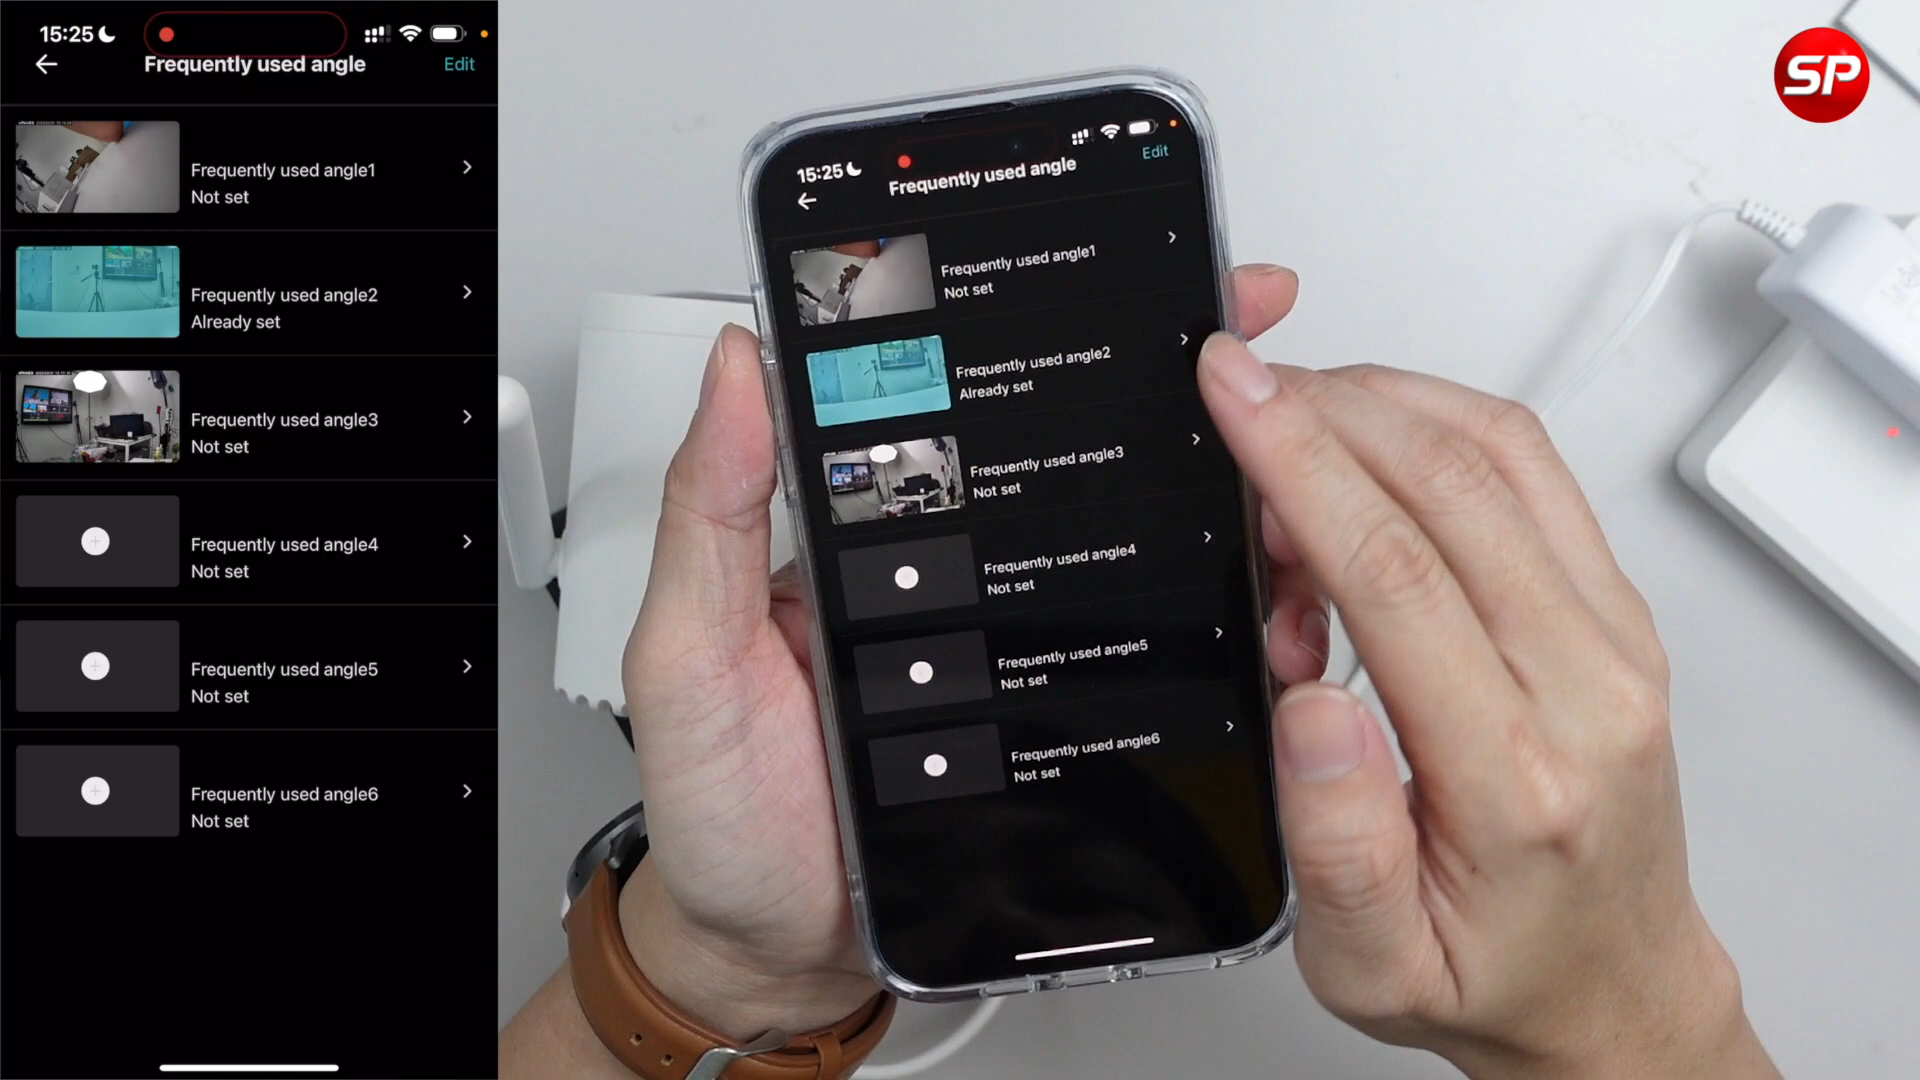 15:25
Frequently used angle
Edit
Frequently used angle1
Not set
Frequently used angle2
Already set
Frequently used angle3
Not set
Frequently used angle4
Not set
Frequently used angle5
Not set
Frequently used angle6
Not set
15:25
Frequently used angle
Edit
Frequently used angle1
Not set
Frequently used angle2
Already set
Frequently used angle3
Not set
Frequently used angle4
Not set
Frequently used angle5
Not set
Frequently used angle6
Not set
SP